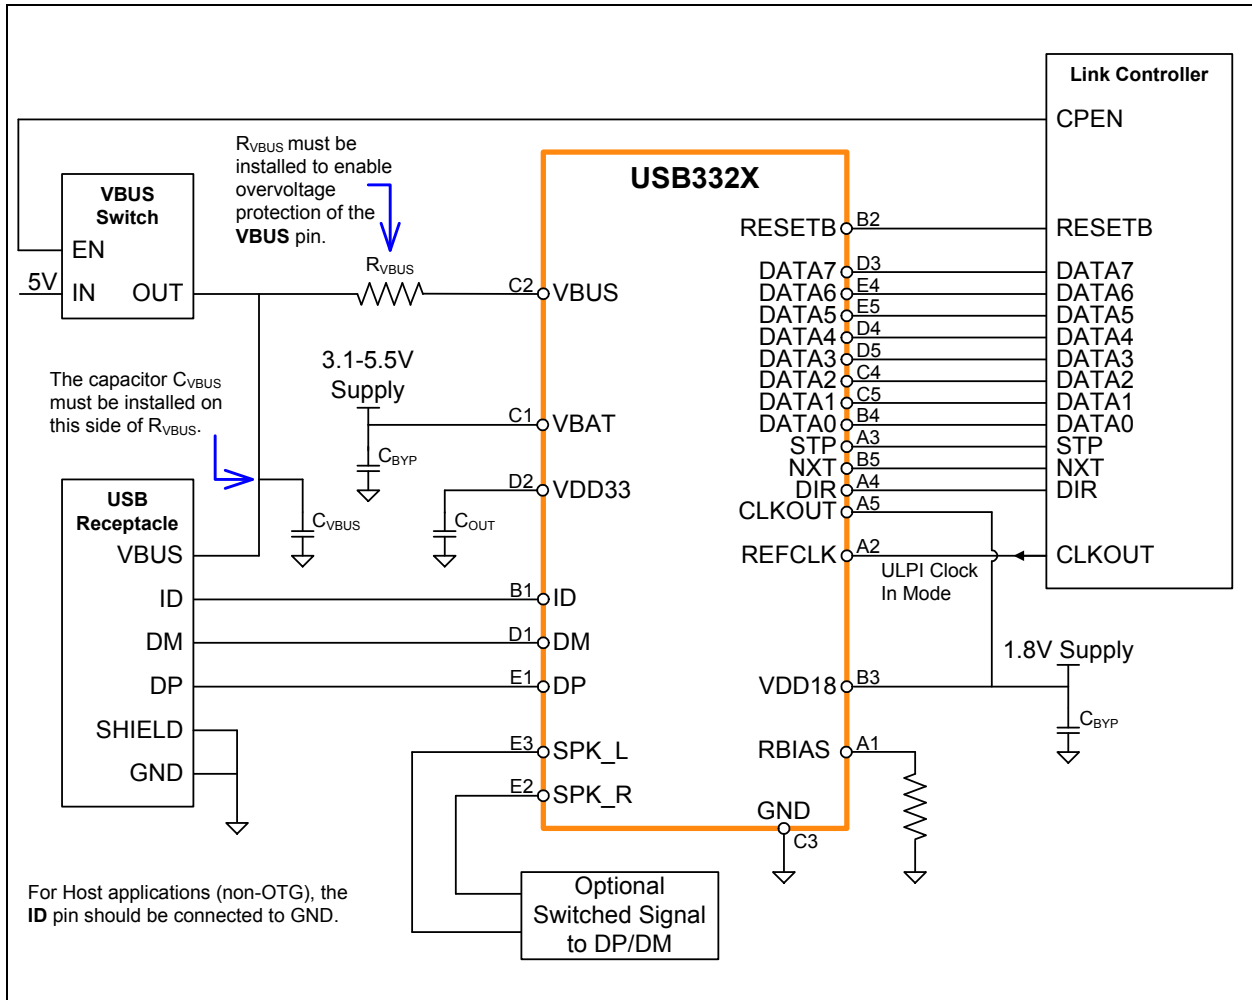 Link Controller
CPEN
RVBUS must be
installed to enable
overvoltage
protection of the
VBUS pin.
USB332X
VBUS
Switch
EN
5V
IN
OUT
RVBUS
C2
VBUS
RESETB
B2
RESETB
DATA7
D3
DATA7
DATA6
E4
DATA6
DATA5
E5
DATA5
DATA4
D4
DATA4
DATA3
D5
DATA3
DATA2
C4
DATA2
DATA1
C5
DATA1
DATA0
B4
DATA0
STP
A3
STP
NXT
B5
NXT
DIR
A4
DIR
CLKOUT
A5
REFCLK
A2
CLKOUT
ULPI Clock
In Mode
3.1-5.5V
Supply
C1
VBAT
CBYP
The capacitor CVBUS
must be installed on
this side of RVBUS.
D2
VDD33
COUT
CVBUS
USB
Receptacle
VBUS
ID
B1
ID
DM
D1
DM
DP
E1
DP
SHIELD
GND
1.8V Supply
VDD18
B3
CBYP
E3
SPK_L
RBIAS
A1
E2
SPK_R
GND
C3
For Host applications (non-OTG), the
ID pin should be connected to GND.
Optional
Switched Signal
to DP/DM